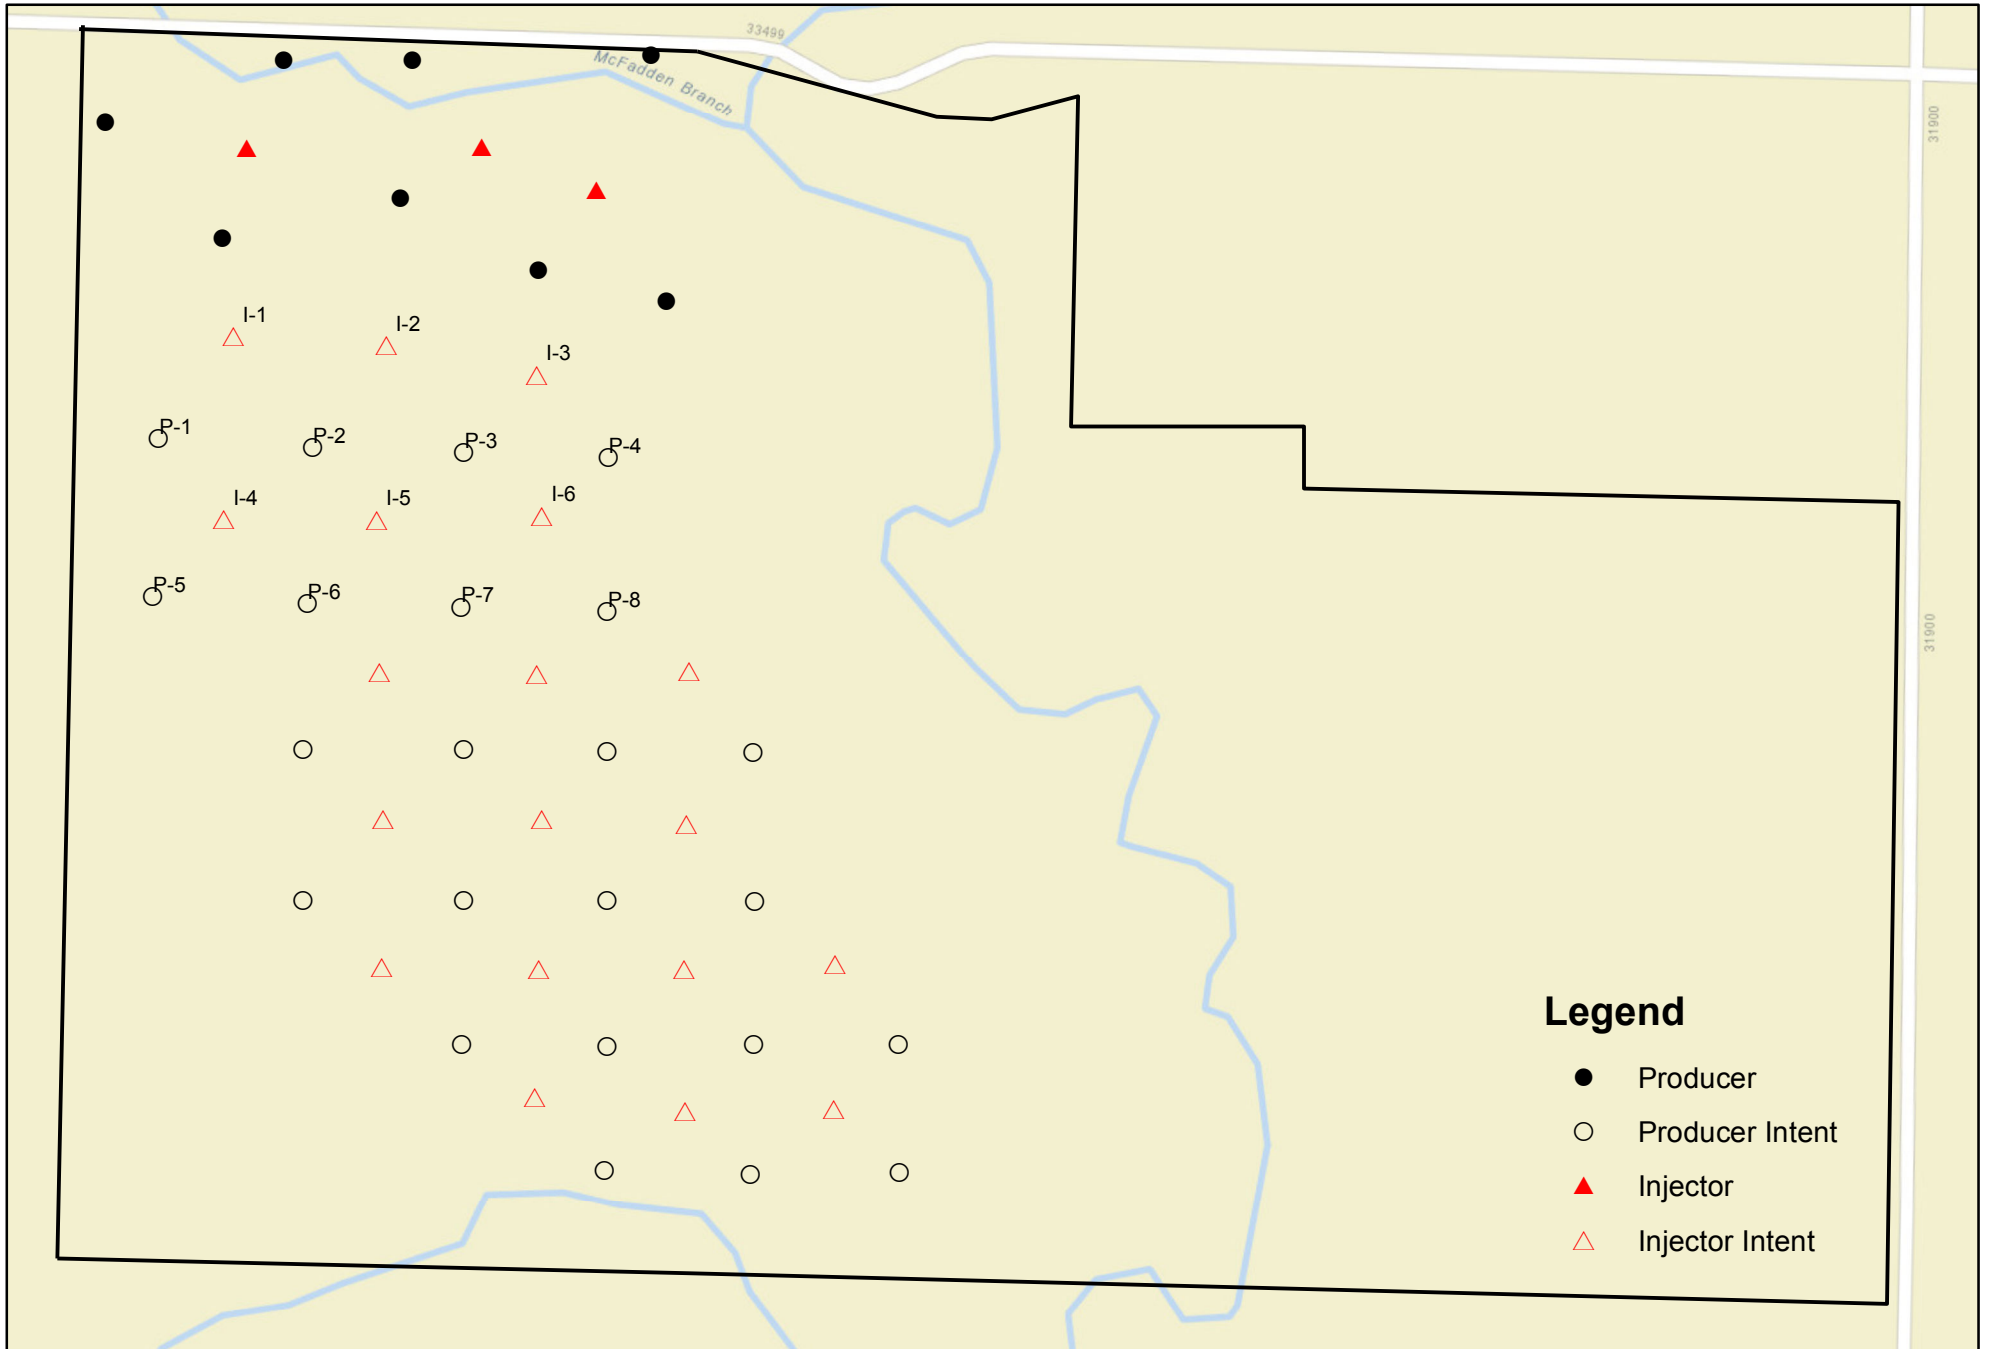 33499
McFadden Branch
31900
I-1
I-2
I-3
P-1
P-2
P-3
P-4
I-4
I-5
I-6
P-5
P-6
P-7
P-8
31900
Legend
Producer
Producer Intent
Injector
Injector Intent